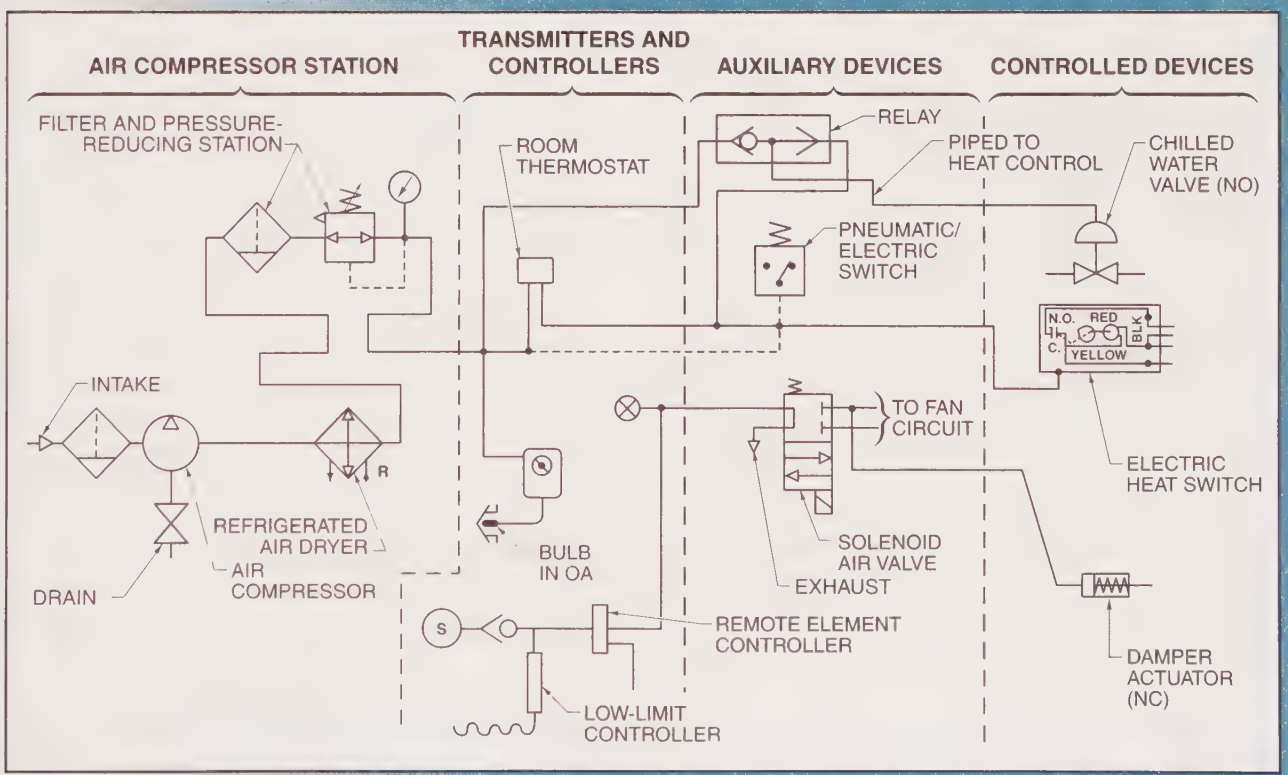 AIR COMPRESSOR STATION
TRANSMITTERS AND
CONTROLLERS
AUXILIARY DEVICES
CONTROLLED DEVICES
FILTER AND PRESSURE-
REDUCING STATION
ROOM
THERMOSTAT
RELAY
PIPED TO
HEAT CONTROL
CHILLED
WATER
VALVE (NO)
PNEUMATIC/
ELECTRIC
SWITCH
N.O.
RED
BLK
C.
YELLOW
INTAKE
TO FAN
CIRCUIT
R
ELECTRIC
HEAT SWITCH
REFRIGERATED
AIR DRYER
BULB
IN OA
SOLENOID
AIR VALVE
AIR
COMPRESSOR
EXHAUST
DRAIN
S
REMOTE ELEMENT
CONTROLLER
DAMPER
ACTUATOR
(NC)
LOW-LIMIT
CONTROLLER